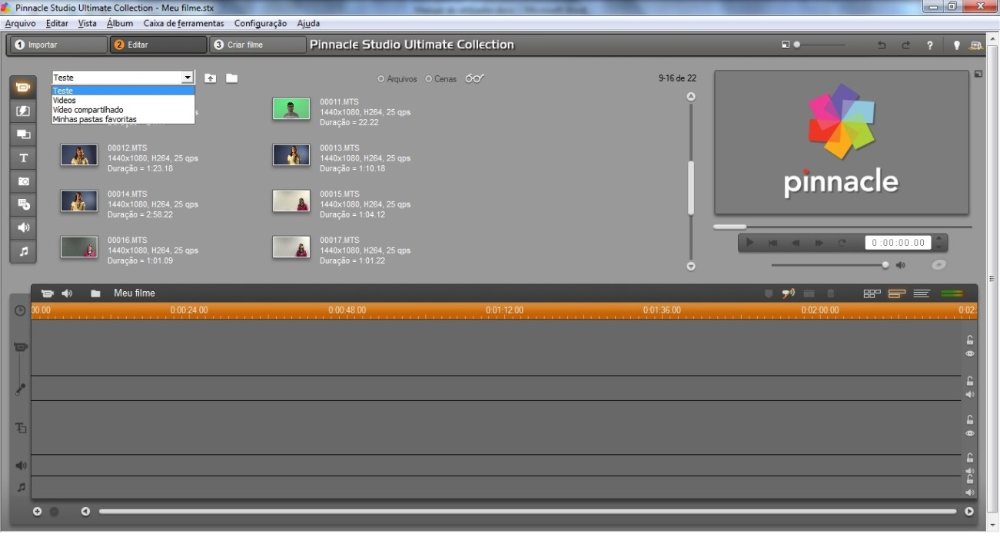 Pinnacle Studio Ultimate Collection - Meu filme.stx
Arquivo Editar Vista Álbum Caixa de ferramentas Configuração Ajuda
1 Importar
2 Editar
3 Criar filme
Pinnacle Studio Ultimate Collection
Teste
Arquivos Cenas
9-16 de 22
Teste
Videos
Vídeo compartilhado
Minhas pastas favoritas
00011.MTS
1440x1080, H264, 25 qps
Duração = 22.22
00012.MTS
1440x1080, H264, 25 qps
Duração = 1:23.18
00013.MTS
1440x1080, H264, 25 qps
Duração = 1:10.18
00014.MTS
1440x1080, H264, 25 qps
Duração = 2:58.22
00015.MTS
1440x1080, H264, 25 qps
Duração = 1:04.12
00016.MTS
1440x1080, H264, 25 qps
Duração = 1:01.09
00017.MTS
1440x1080, H264, 25 qps
Duração = 1:01.22
pinnacle
0:00:00.00
Meu filme
00.00 0:00:24.00 0:00:48.00 0:01:12.00 0:01:36.00 0:02:00.00 0:02: